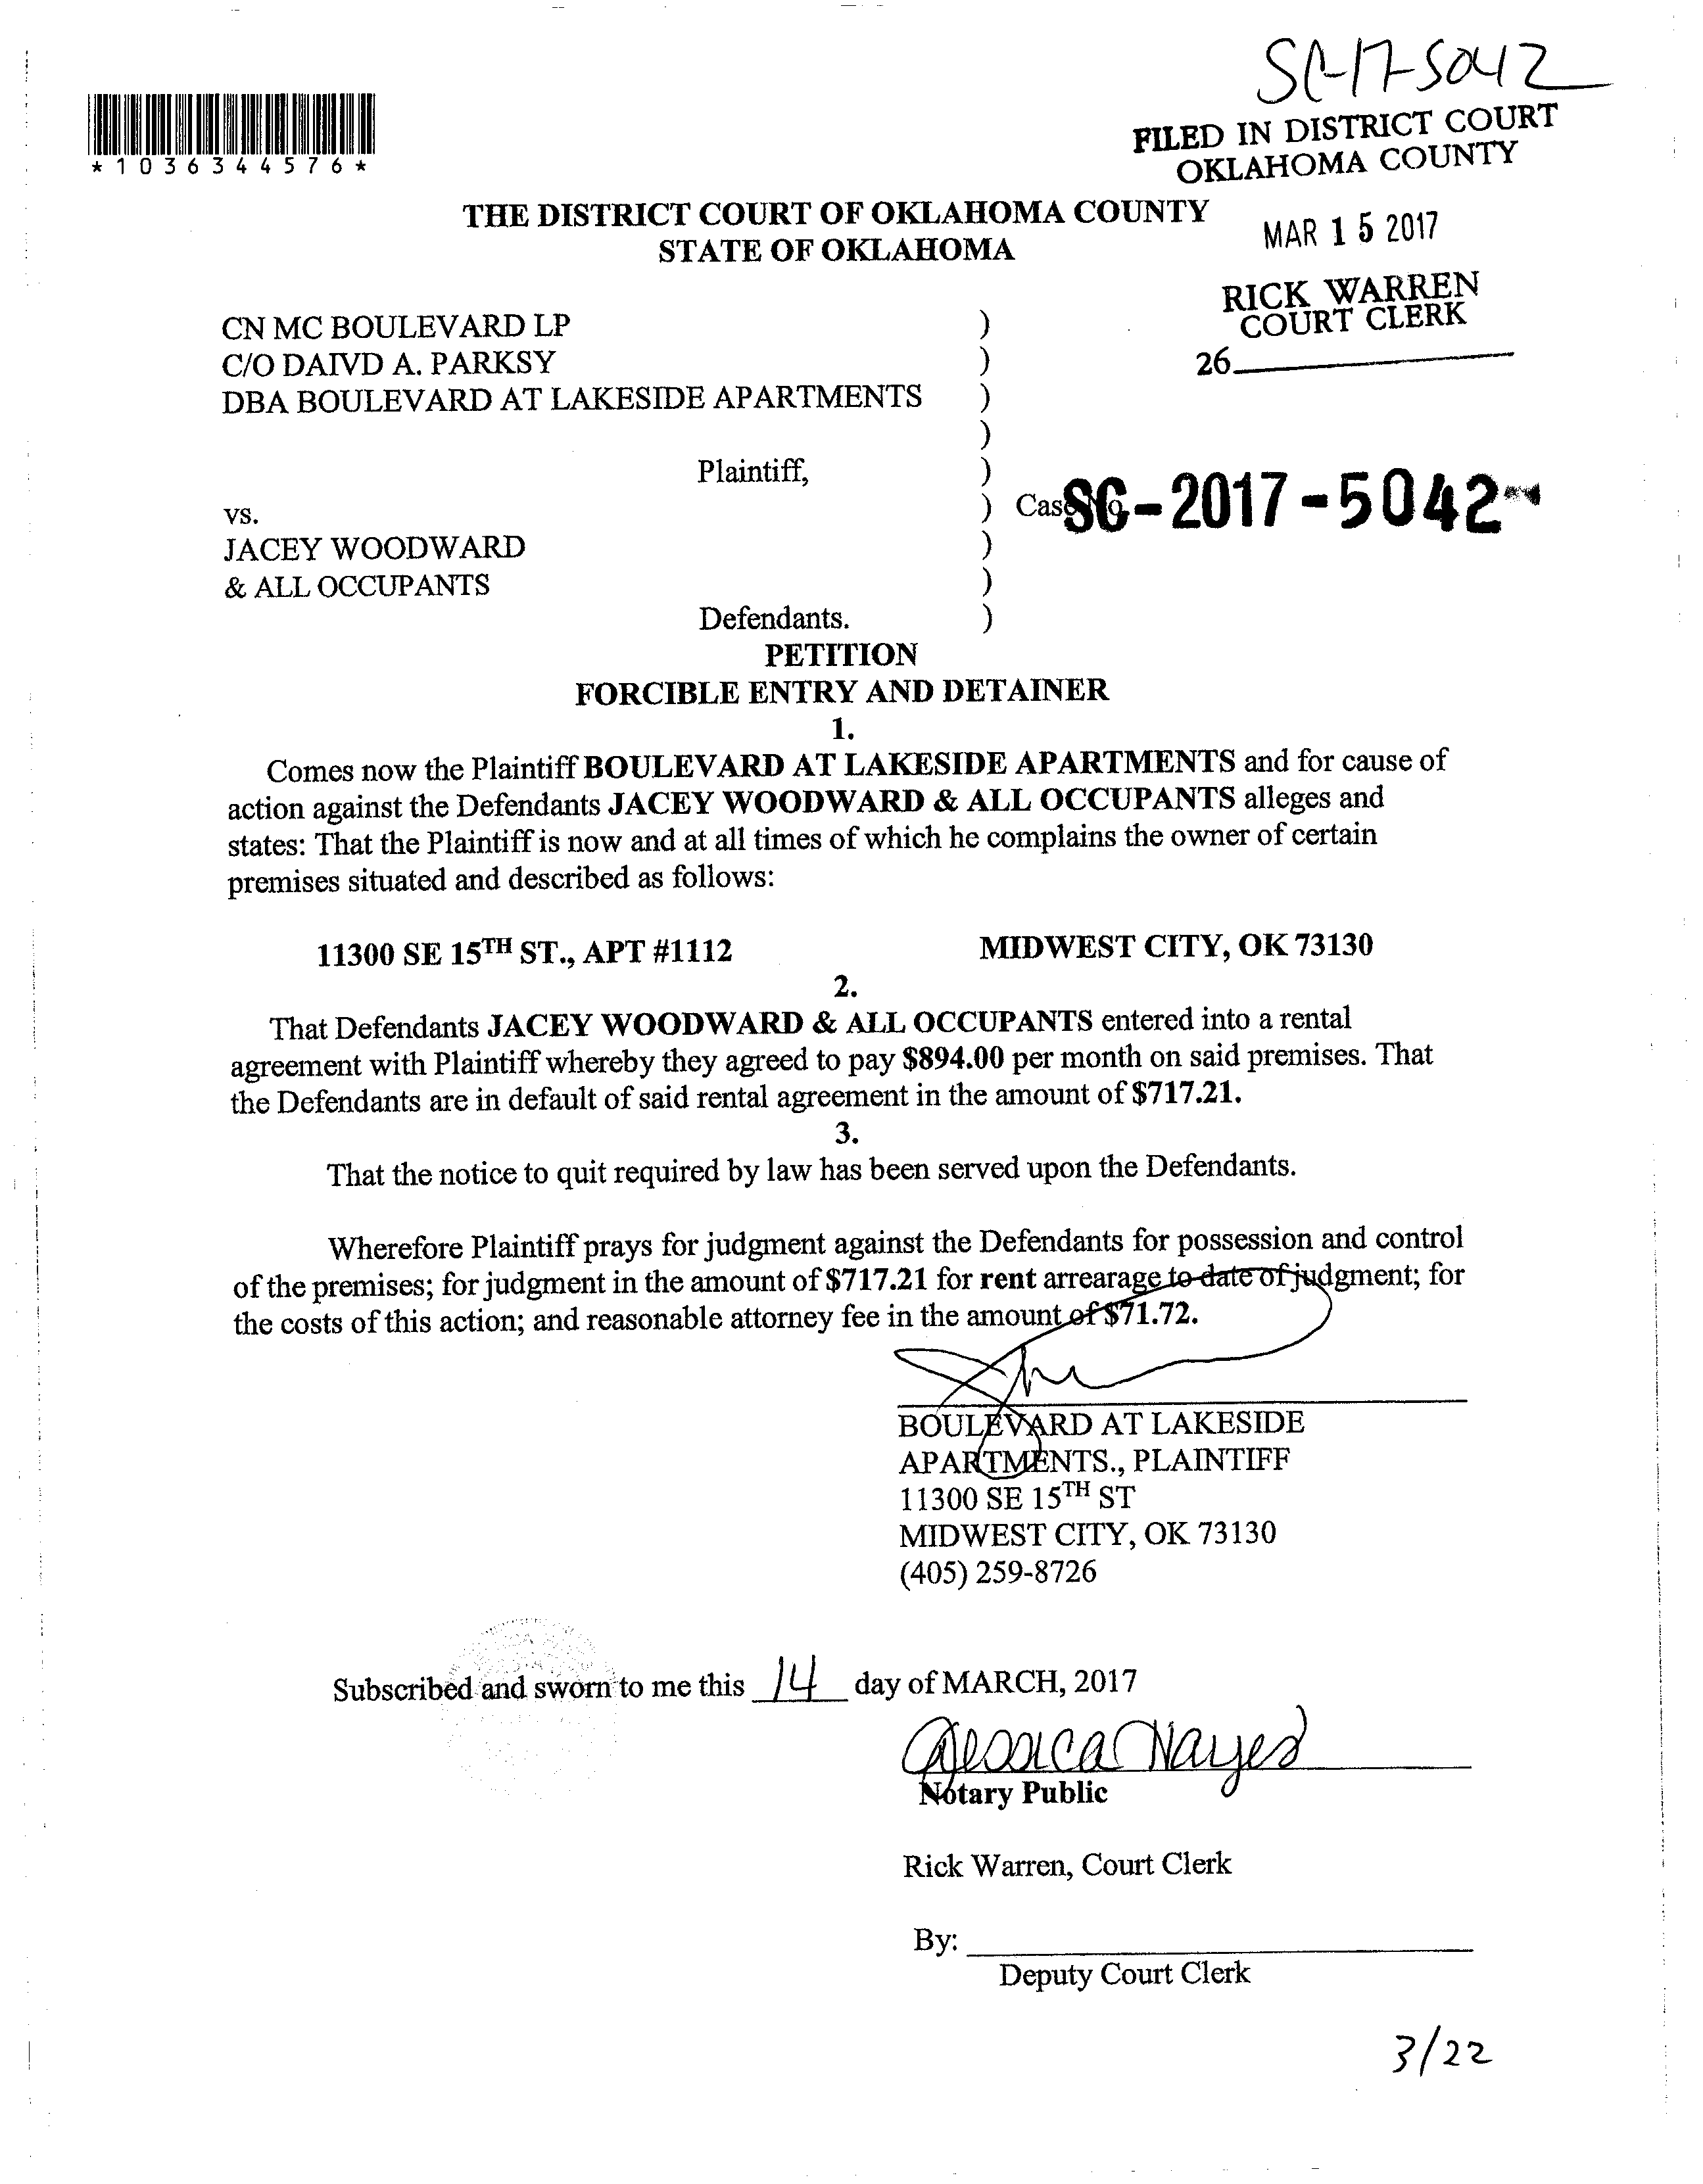 SC-17-5042
FILED IN DISTRICT COURT
OKLAHOMA COUNTY
*1036344576*
THE DISTRICT COURT OF OKLAHOMA COUNTY
STATE OF OKLAHOMA
MAR 15 2017
RICK WARREN
COURT CLERK
26
CN MC BOULEVARD LP )
C/O DAIVD A. PARKSY )
DBA BOULEVARD AT LAKESIDE APARTMENTS )
)
Plaintiff, )
) Case No SC-2017-5042
vs.
JACEY WOODWARD )
& ALL OCCUPANTS )
Defendants. )
PETITION
FORCIBLE ENTRY AND DETAINER
1.
Comes now the Plaintiff BOULEVARD AT LAKESIDE APARTMENTS and for cause of
action against the Defendants JACEY WOODWARD & ALL OCCUPANTS alleges and
states: That the Plaintiff is now and at all times of which he complains the owner of certain
premises situated and described as follows:
11300 SE 15TH ST., APT #1112 MIDWEST CITY, OK 73130
2.
That Defendants JACEY WOODWARD & ALL OCCUPANTS entered into a rental
agreement with Plaintiff whereby they agreed to pay $894.00 per month on said premises. That
the Defendants are in default of said rental agreement in the amount of $717.21.
3.
That the notice to quit required by law has been served upon the Defendants.
Wherefore Plaintiff prays for judgment against the Defendants for possession and control
of the premises; for judgment in the amount of $717.21 for rent arrearage to date of judgment; for
the costs of this action; and reasonable attorney fee in the amount of $71.72.
BOULEVARD AT LAKESIDE
APARTMENTS., PLAINTIFF
11300 SE 15TH ST
MIDWEST CITY, OK 73130
(405) 259-8726
Subscribed and sworn to me this 14 day of MARCH, 2017
Jessica Hayes
Notary Public
Rick Warren, Court Clerk
By:
Deputy Court Clerk
3/22